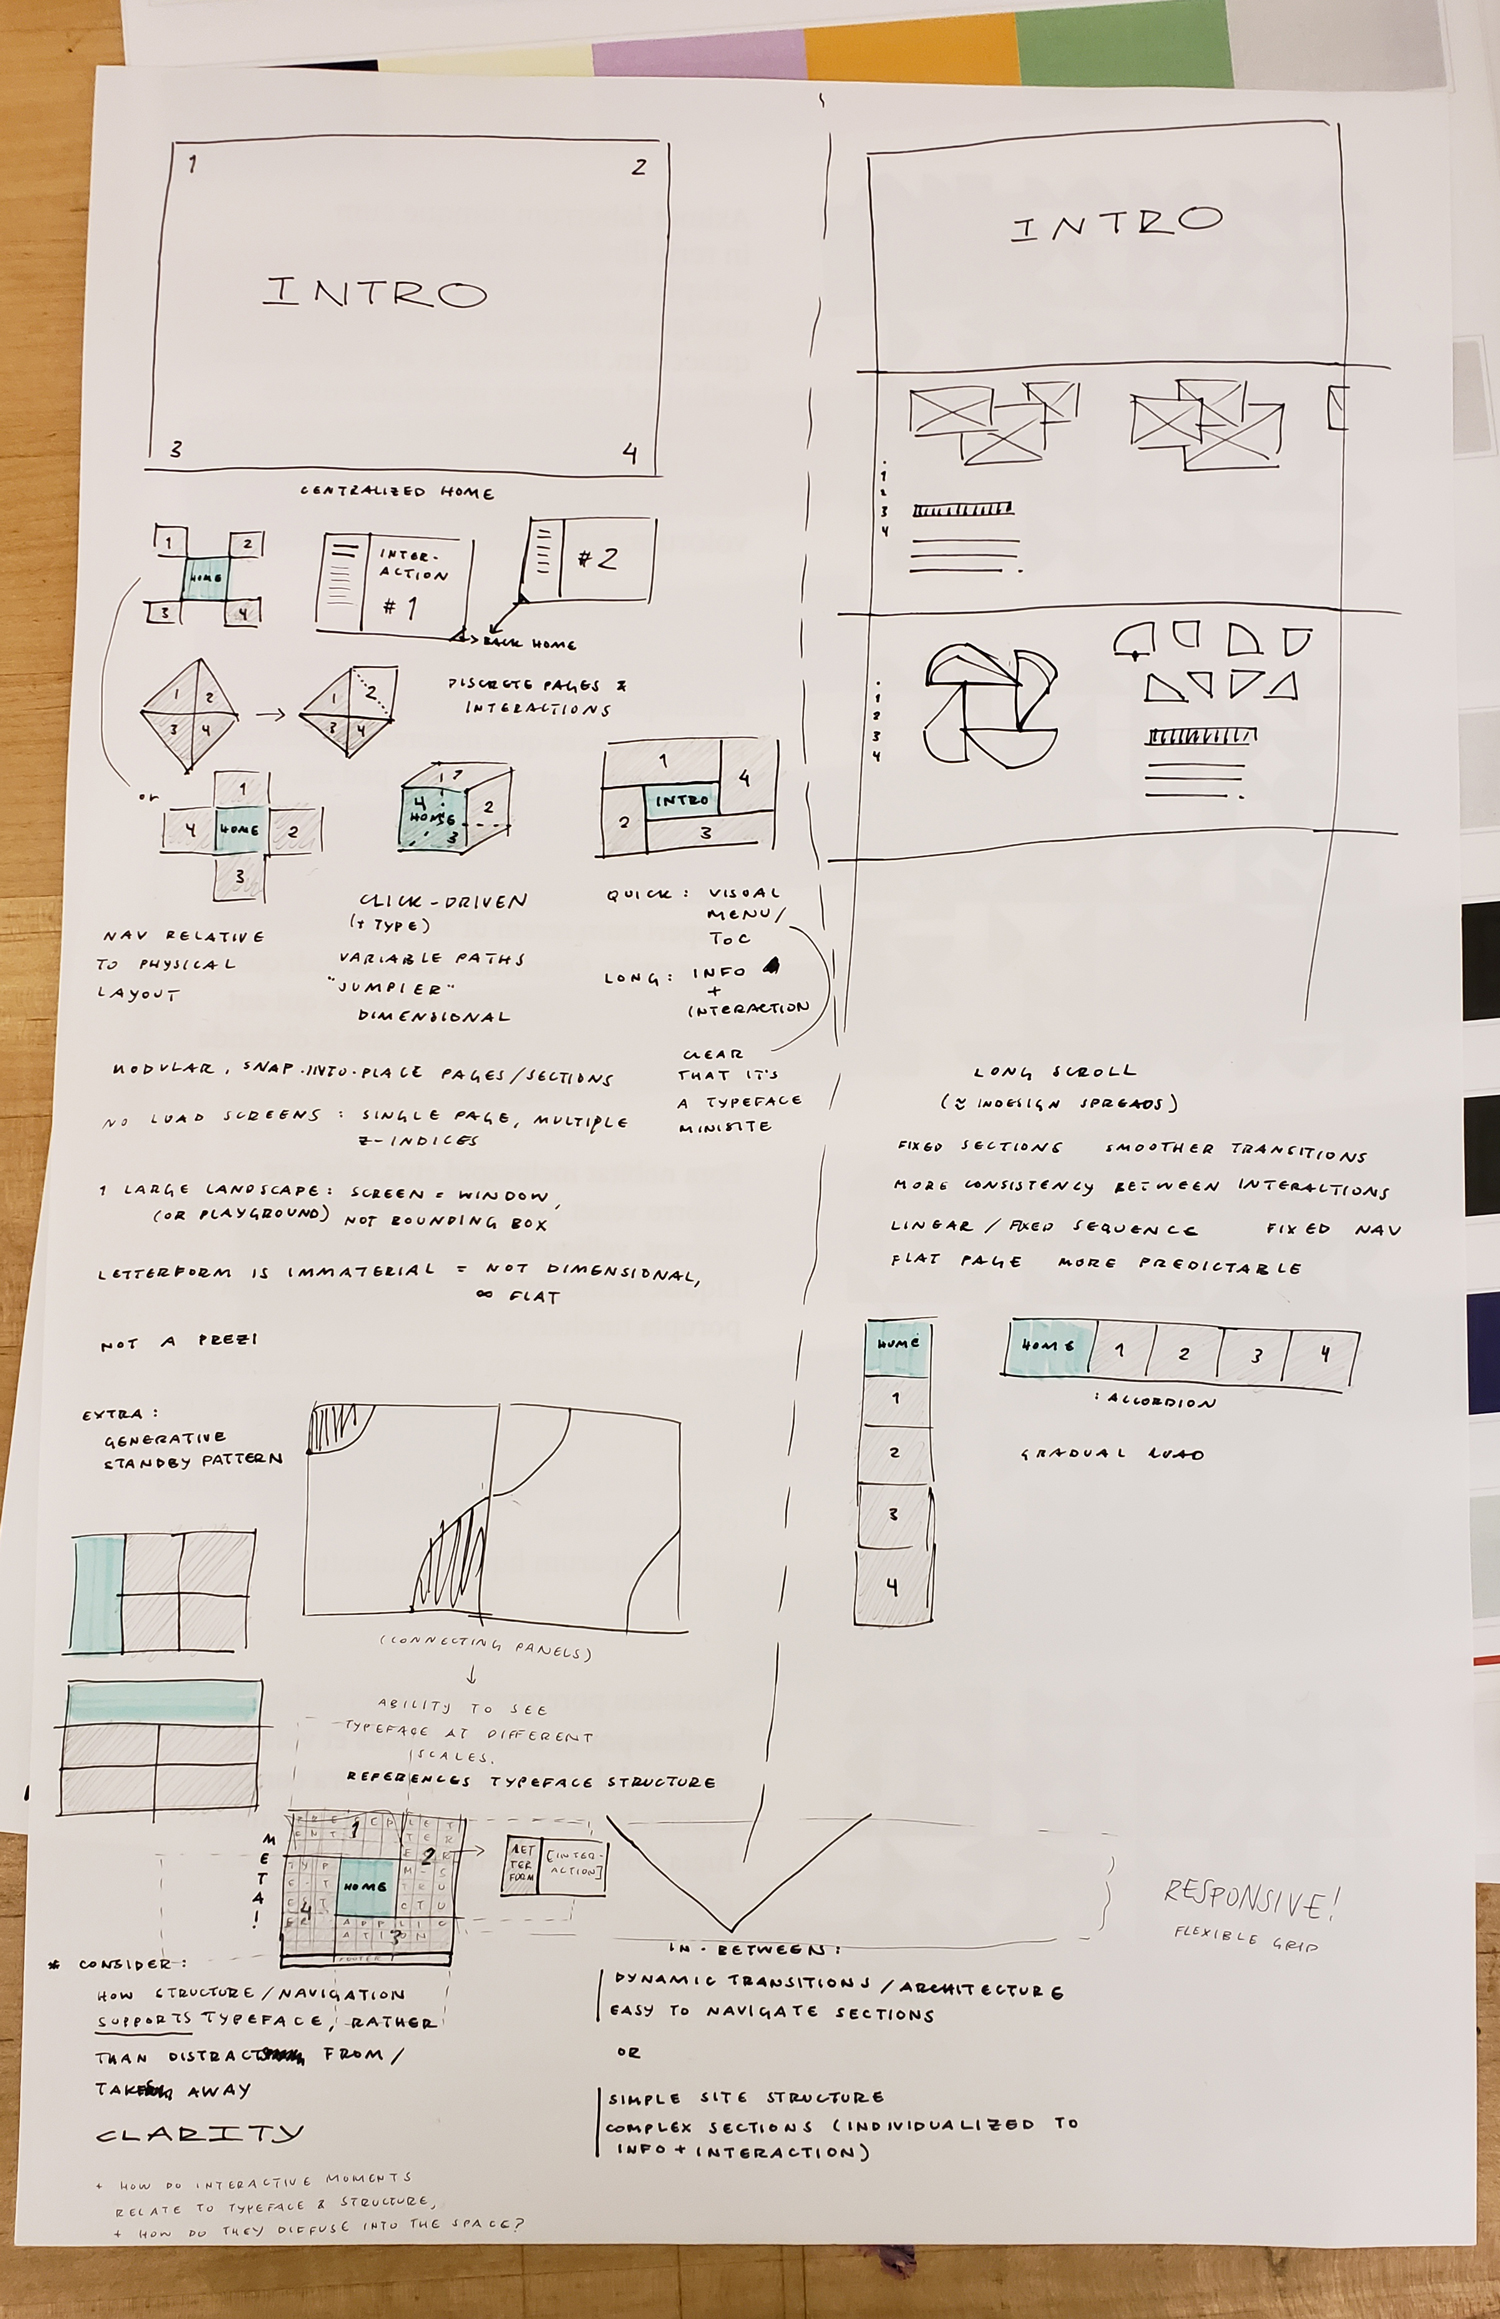 1
2
INTRO
3
4
CENTRALIZED HOME
1
2
HOME
3
4
INTER-
ACTION
#1
#2
BACK HOME
1
2
3
4
1
2
3
4
DISCRETE PAGES &
INTERACTIONS
or
1
4
HOME
2
3
1
4
HOME
2
3
1
4
INTRO
2
3
NAV RELATIVE
TO PHYSICAL
LAYOUT
CLICK-DRIVEN
(+ TYPE)
VARIABLE PATHS
"JUMPIER"
DIMENSIONAL
QUICK: VISUAL
MENU/
TOC
LONG: INFO
+
INTERACTION
CLEAR
THAT IT'S
A TYPEFACE
MINISITE
MODULAR, SNAP-INTO-PLACE PAGES/SECTIONS
NO LOAD SCREENS: SINGLE PAGE, MULTIPLE
Z-INDICES
1 LARGE LANDSCAPE: SCREEN = WINDOW,
(OR PLAYGROUND) NOT BOUNDING BOX
LETTERFORM IS IMMATERIAL = NOT DIMENSIONAL,
∞ FLAT
NOT A PREZI
EXTRA:
GENERATIVE
STANDBY PATTERN
(CONNECTING PANELS)
↓
ABILITY TO SEE
TYPEFACE AT DIFFERENT
SCALES.
REFERENCES TYPEFACE STRUCTURE
META!
1
2
HOME
4
3
FOOTER
LET
TER
FORM
[INTER-
ACTION]
* CONSIDER:
HOW STRUCTURE/NAVIGATION
SUPPORTS TYPEFACE, RATHER
THAN DISTRACT FROM/
TAKE AWAY
CLARITY
+ HOW DO INTERACTIVE MOMENTS
RELATE TO TYPEFACE & STRUCTURE,
+ HOW DO THEY DIFFUSE INTO THE SPACE?
INTRO
1
2
3
4
1
2
3
4
LONG SCROLL
(≈ INDESIGN SPREADS)
FIXED SECTIONS SMOOTHER TRANSITIONS
MORE CONSISTENCY BETWEEN INTERACTIONS
LINEAR/FIXED SEQUENCE FIXED NAV
FLAT PAGE MORE PREDICTABLE
HOME
1
2
3
4
HOME 1 2 3 4
: ACCORDION
GRADUAL LOAD
RESPONSIVE!
FLEXIBLE GRID
IN-BETWEEN:
DYNAMIC TRANSITIONS/ARCHITECTURE
EASY TO NAVIGATE SECTIONS
OR
SIMPLE SITE STRUCTURE
COMPLEX SECTIONS (INDIVIDUALIZED TO
INFO + INTERACTION)